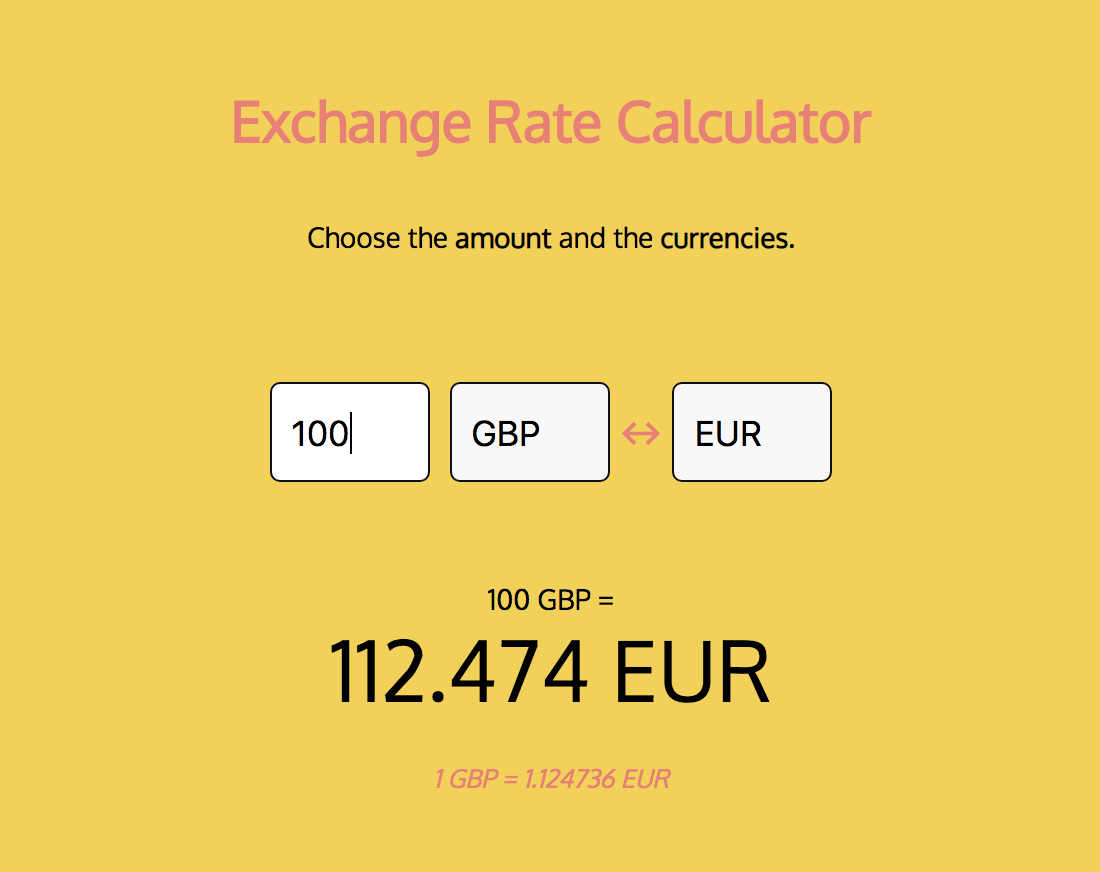 Exchange Rate Calculator
Choose the amount and the currencies.
100 GBP ↔ EUR
100 GBP =
112.474 EUR
1 GBP = 1.124736 EUR